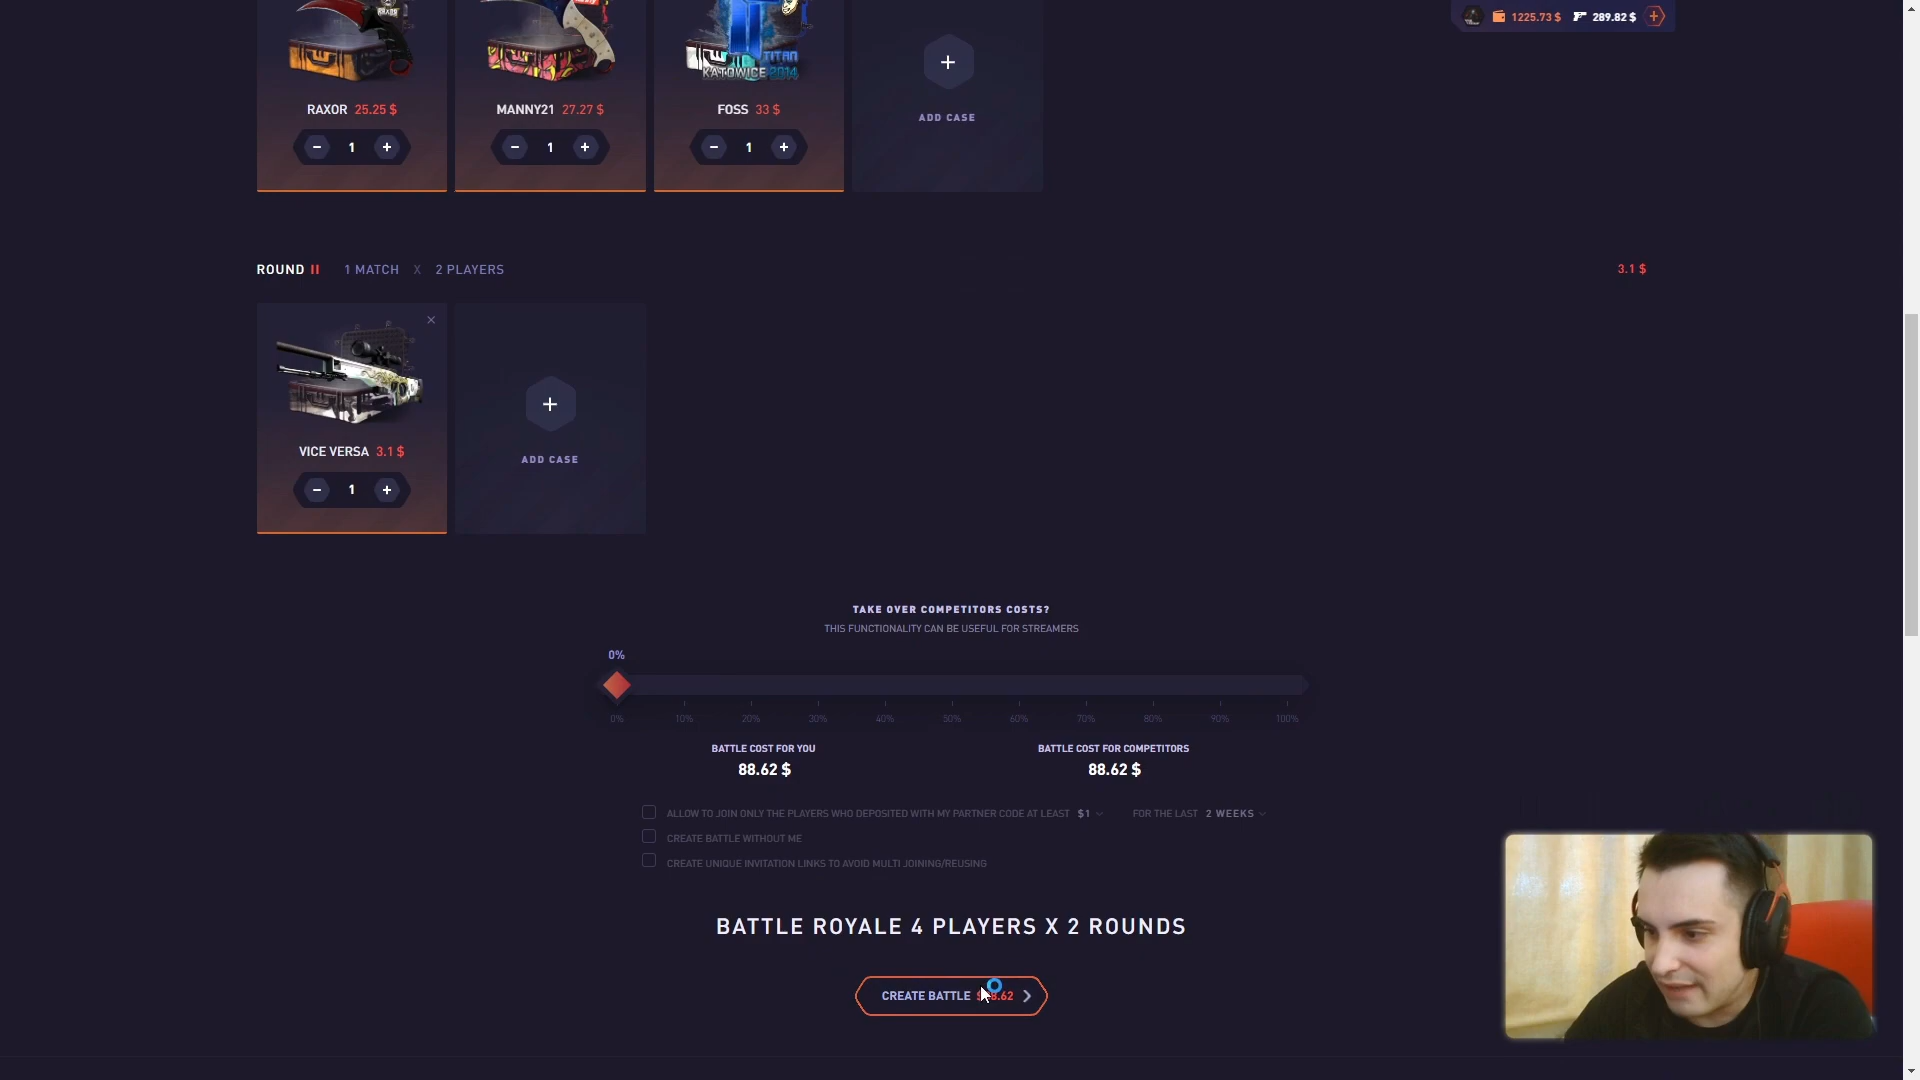 1225.73 $ 289.82 $
TITAN
KATOWICE 2014
RAXOR 25.25 $
MANNY21 27.27 $
FOSS 33 $
ADD CASE
1
1
1
ROUND II 1 MATCH X 2 PLAYERS 3.1 $
VICE VERSA 3.1 $
ADD CASE
1
TAKE OVER COMPETITORS COSTS?
THIS FUNCTIONALITY CAN BE USEFUL FOR STREAMERS
0%
0% 10% 20% 30% 40% 50% 60% 70% 80% 90% 100%
BATTLE COST FOR YOU
88.62 $
BATTLE COST FOR COMPETITORS
88.62 $
ALLOW TO JOIN ONLY THE PLAYERS WHO DEPOSITED WITH MY PARTNER CODE AT LEAST $1 FOR THE LAST 2 WEEKS
CREATE BATTLE WITHOUT ME
CREATE UNIQUE INVITATION LINKS TO AVOID MULTI JOINING/REUSING
BATTLE ROYALE 4 PLAYERS X 2 ROUNDS
CREATE BATTLE